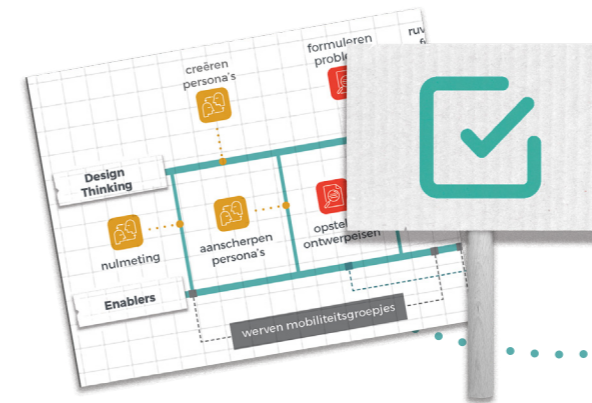 creëren
persona's
formuleren
Design
Thinking
nulmeting
aanscherpen
persona's
ontwerpeisen
Enablers
werven mobiliteitsgroepjes